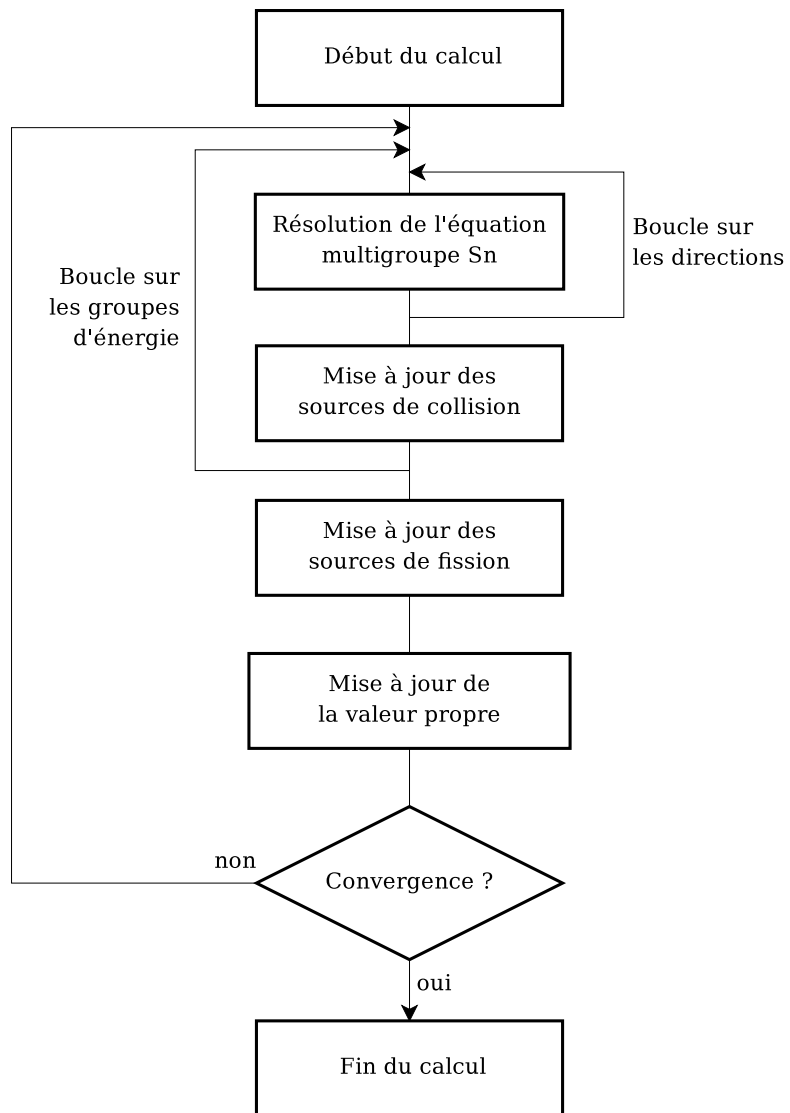 Début du calcul
Résolution de l'équation
multigroupe Sn
Boucle sur
les directions
Boucle sur
les groupes
d'énergie
Mise à jour des
sources de collision
Mise à jour des
sources de fission
Mise à jour de
la valeur propre
non
Convergence ?
oui
Fin du calcul